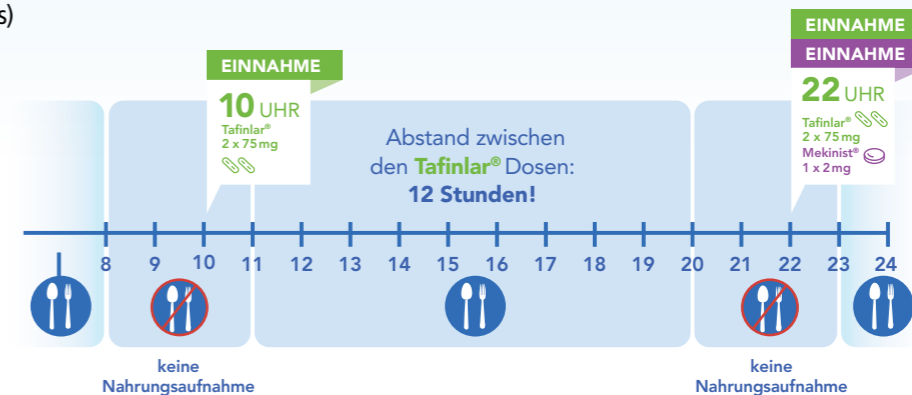 s)
EINNAHME
10 UHR
Tafinlar®
2 x 75 mg
Abstand zwischen
den Tafinlar® Dosen:
12 Stunden!
EINNAHME
EINNAHME
22 UHR
Tafinlar®
2 x 75 mg
Mekinist®
1 x 2 mg
8 9 10 11 12 13 14 15 16 17 18 19 20 21 22 23 24
keine
Nahrungsaufnahme
keine
Nahrungsaufnahme